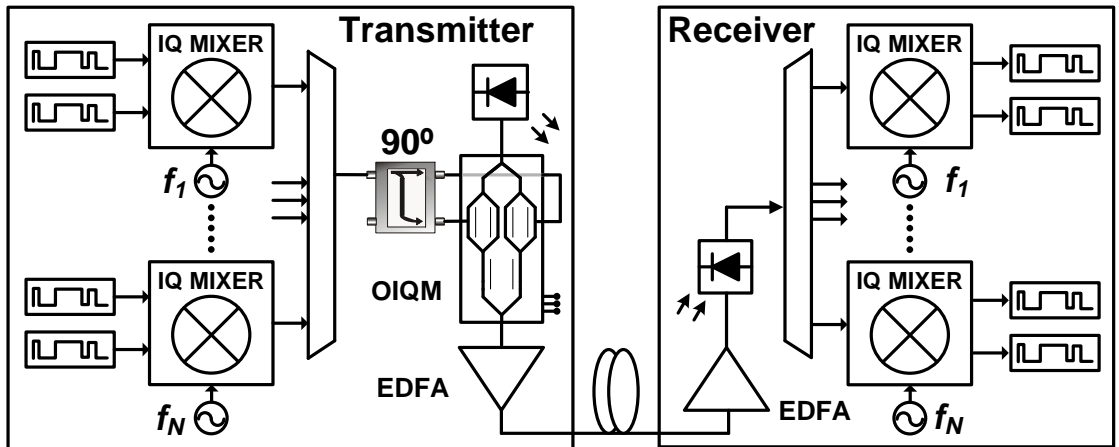 Transmitter
IQ MIXER
f1
90º
OIQM
IQ MIXER
EDFA
fN
Receiver
IQ MIXER
f1
IQ MIXER
EDFA
fN